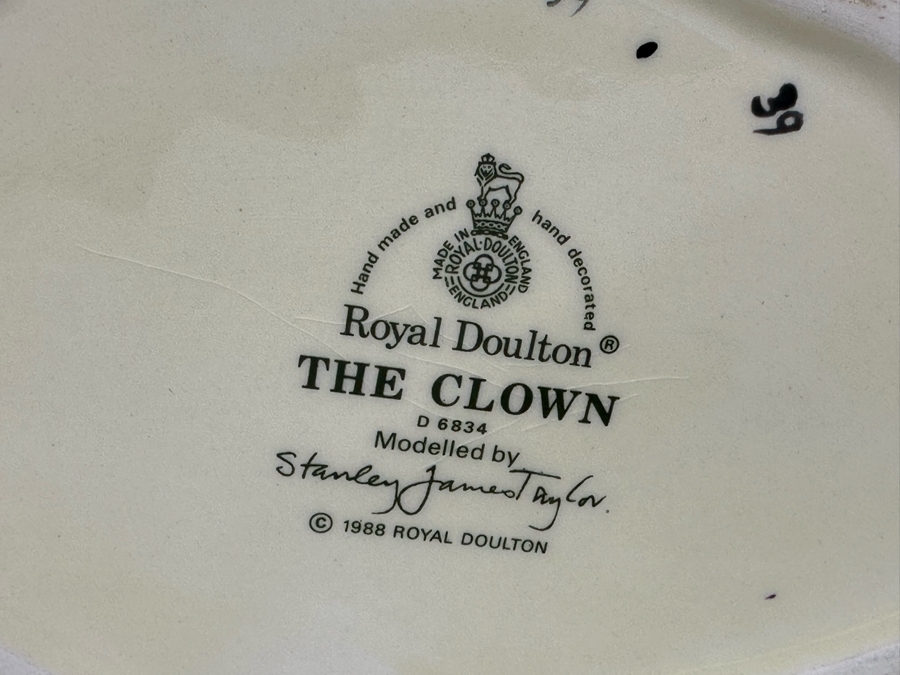 39
Hand made and hand decorated
MADE IN ENGLAND
ROYAL·DOULTON
ENGLAND
Royal Doulton®
THE CLOWN
D 6834
Modelled by
Stanley James Taylor.
© 1988 ROYAL DOULTON